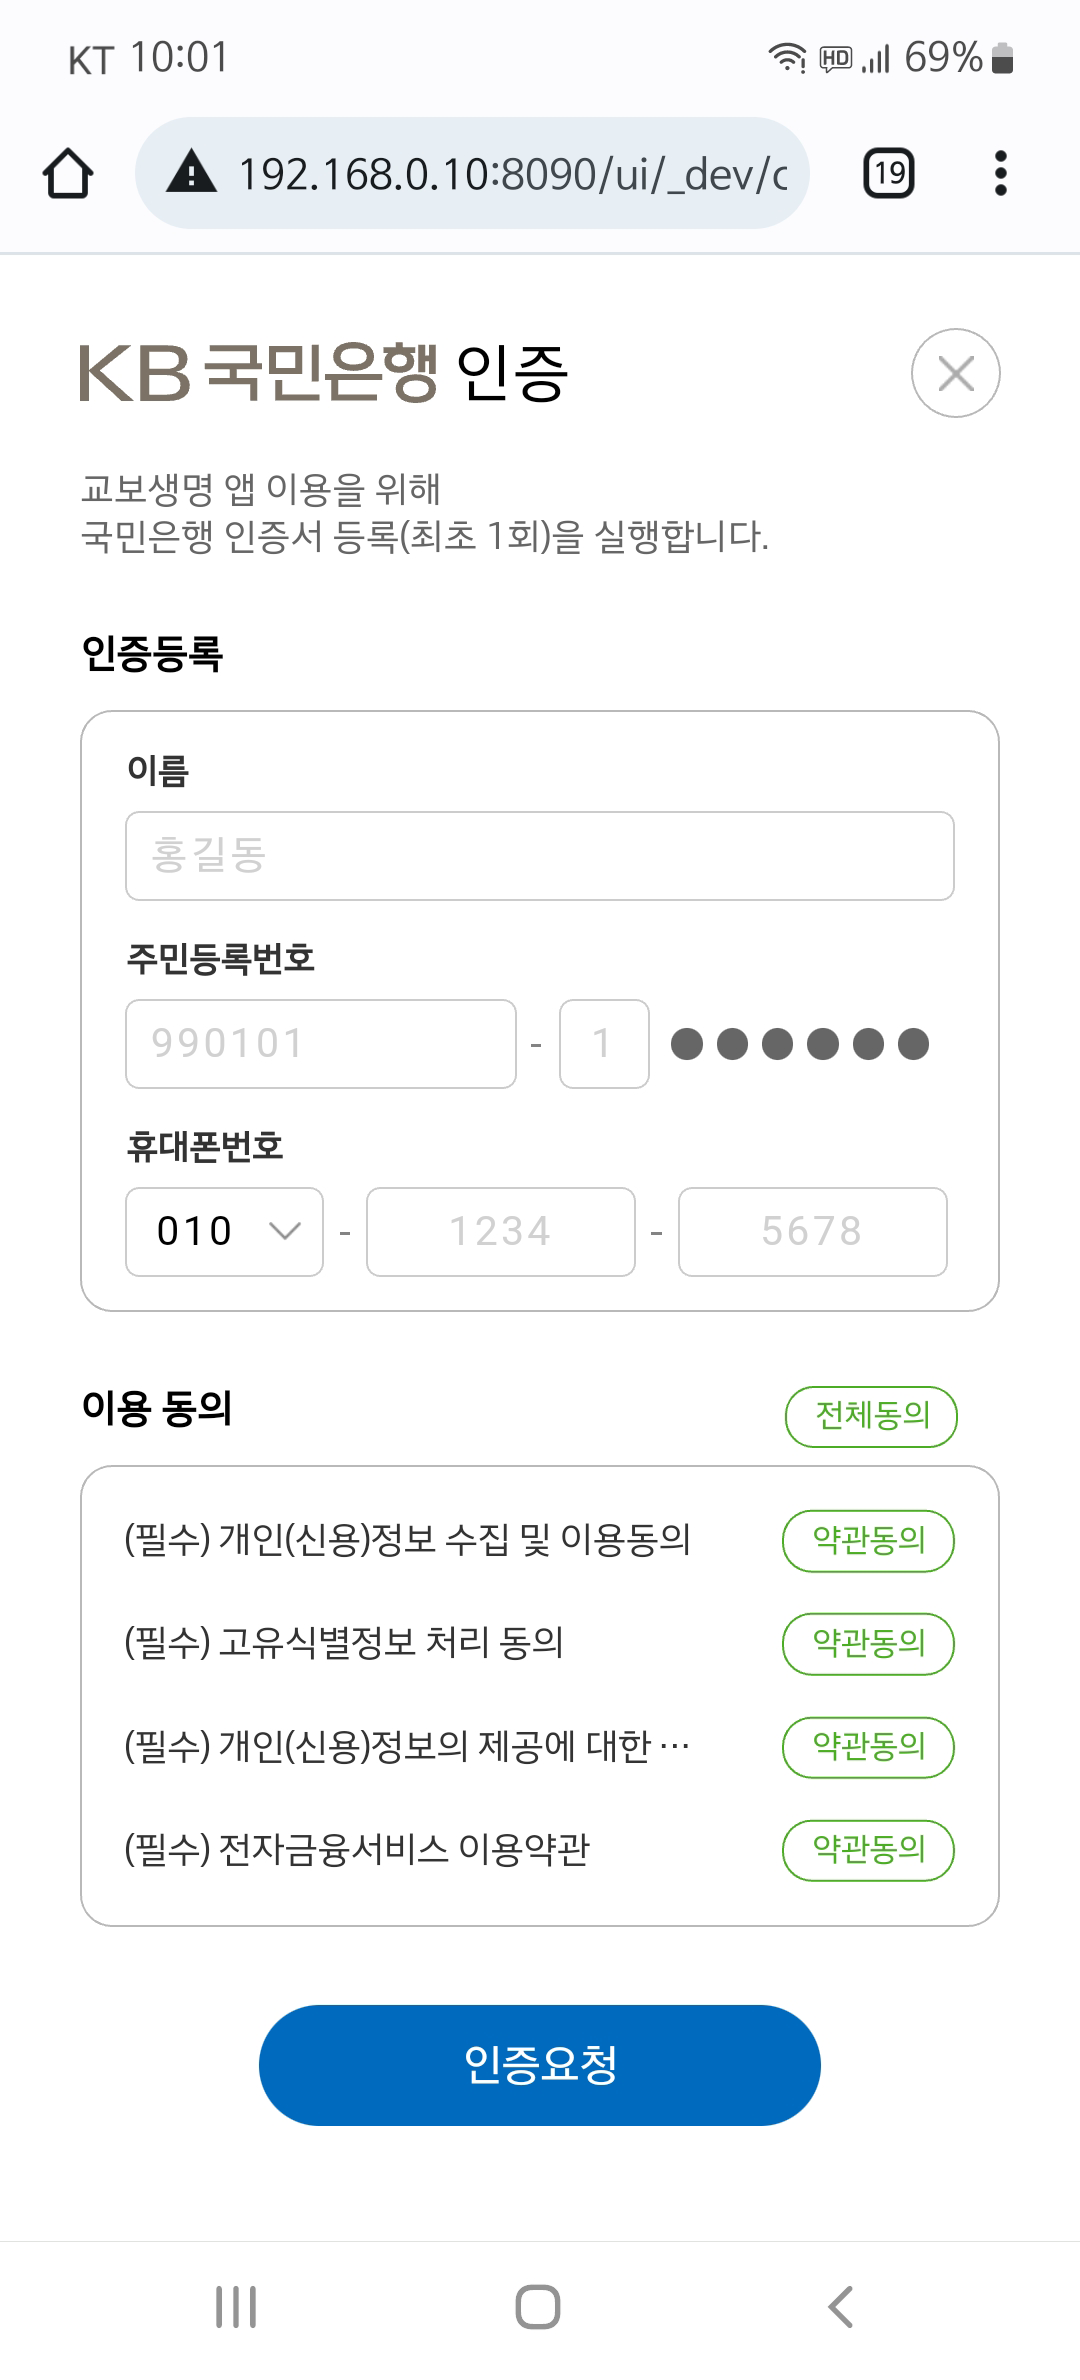 KT 10:01
HD 69%
192.168.0.10:8090/ui/_dev/c
19
KB 국민은행 인증
교보생명 앱 이용을 위해
국민은행 인증서 등록(최초 1회)을 실행합니다.
인증등록
이름
홍길동
주민등록번호
990101 - 1 ●●●●●●
휴대폰번호
010 - 1234 - 5678
이용 동의 전체동의
(필수) 개인(신용)정보 수집 및 이용동의 약관동의
(필수) 고유식별정보 처리 동의 약관동의
(필수) 개인(신용)정보의 제공에 대한 … 약관동의
(필수) 전자금융서비스 이용약관 약관동의
인증요청